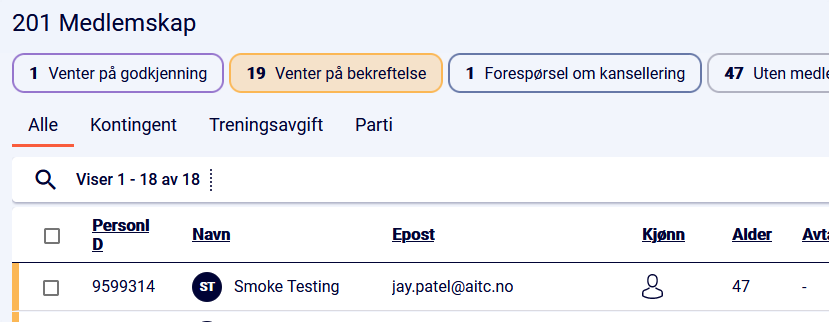 201 Medlemskap
1 Venter på godkjenning 19 Venter på bekreftelse 1 Forespørsel om kansellering 47 Uten medle
Alle Kontingent Treningsavgift Parti
Viser 1 - 18 av 18
PersonI
D Navn Epost Kjønn Alder Avta
9599314 ST Smoke Testing jay.patel@aitc.no 47 -